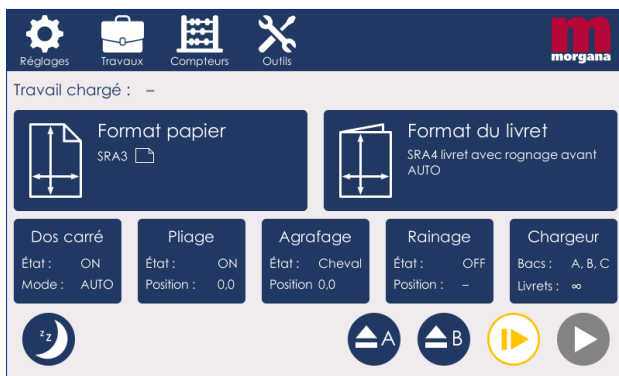 Réglages Travaux Compteurs Outils morgana
Travail chargé : –
Format papier
SRA3
Format du livret
SRA4 livret avec rognage avant
AUTO
Dos carré
État : ON
Mode : AUTO
Pliage
État : ON
Position : 0,0
Agrafage
État : Cheval
Position 0,0
Rainage
État : OFF
Position : –
Chargeur
Bacs : A, B, C
Livrets : ∞
zz
A
B